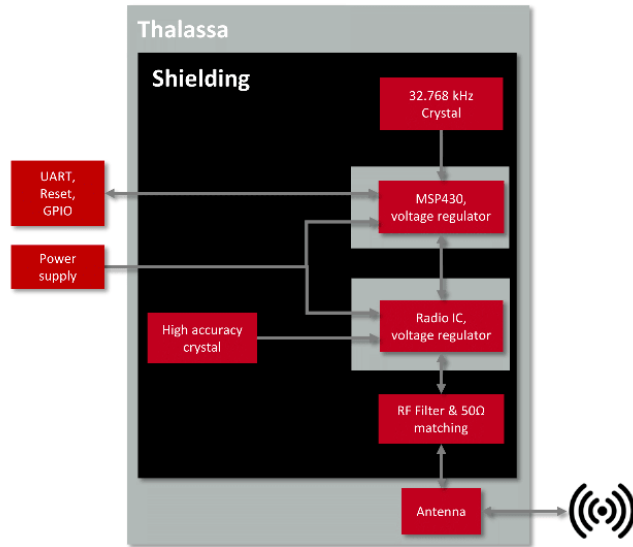 Thalassa
Shielding
32.768 kHz
Crystal
UART,
Reset,
GPIO
MSP430,
voltage regulator
Power
supply
High accuracy
crystal
Radio IC,
voltage regulator
RF Filter & 50Ω
matching
Antenna